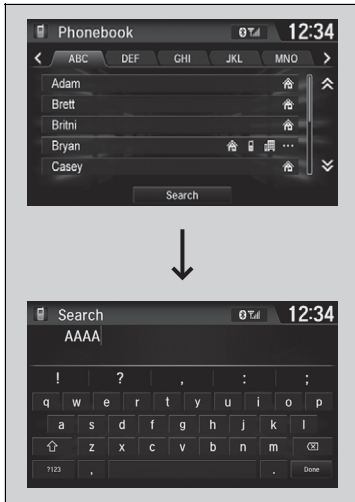 Phonebook 12:34
ABC DEF GHI JKL MNO
Adam
Brett
Britni
Bryan ...
Casey
Search
Search 12:34
AAAA
! ? , : ;
q w e r t y u i o p
a s d f g h j k l
z x c v b n m
?123 , . Done